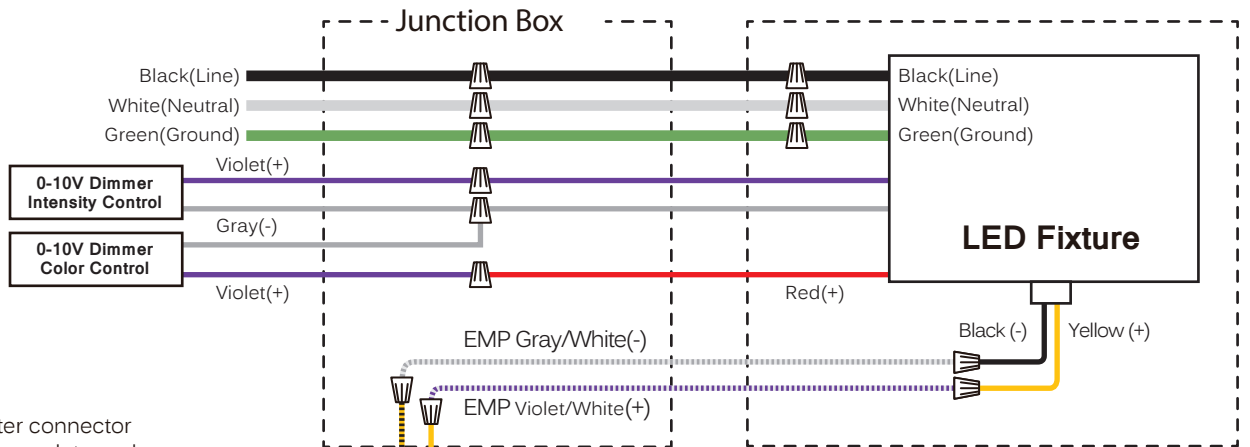 Junction Box
Black(Line)
White(Neutral)
Green(Ground)
Black(Line)
White(Neutral)
Green(Ground)
Violet(+)
0-10V Dimmer
Intensity Control
Gray(-)
0-10V Dimmer
Color Control
Violet(+)
LED Fixture
Red(+)
Black (-)
Yellow (+)
EMP Gray/White(-)
EMP Violet/White(+)
connector